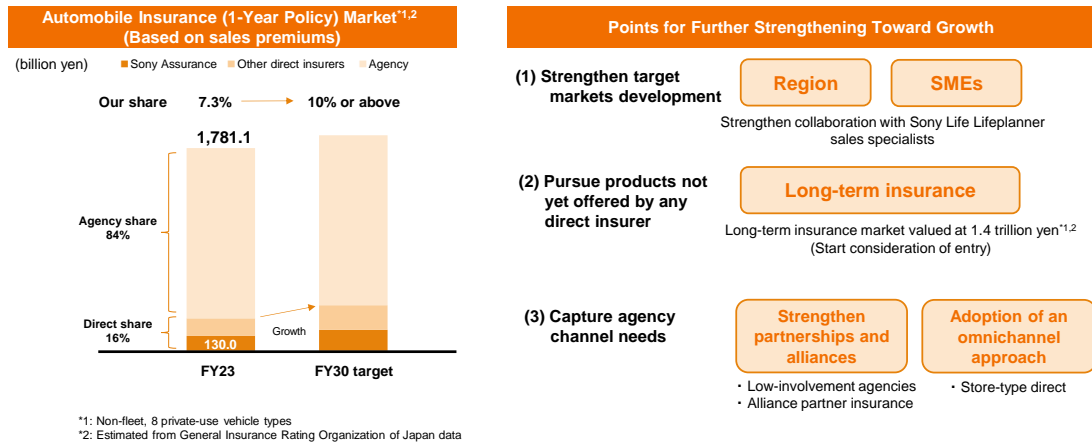 Automobile Insurance (1-Year Policy) Market*1,2
(Based on sales premiums)
(billion yen)
Sony Assurance
Other direct insurers
Agency
Our share
7.3%
10% or above
1,781.1
Agency share
84%
Direct share
16%
Growth
130.0
FY23
FY30 target
*1: Non-fleet, 8 private-use vehicle types
*2: Estimated from General Insurance Rating Organization of Japan data
Points for Further Strengthening Toward Growth
(1) Strengthen target
markets development
Region
SMEs
Strengthen collaboration with Sony Life Lifeplanner
sales specialists
(2) Pursue products not
yet offered by any
direct insurer
Long-term insurance
Long-term insurance market valued at 1.4 trillion yen*1,2
(Start consideration of entry)
(3) Capture agency
channel needs
Strengthen
partnerships and
alliances
・Low-involvement agencies
・Alliance partner insurance
Adoption of an
omnichannel
approach
・Store-type direct